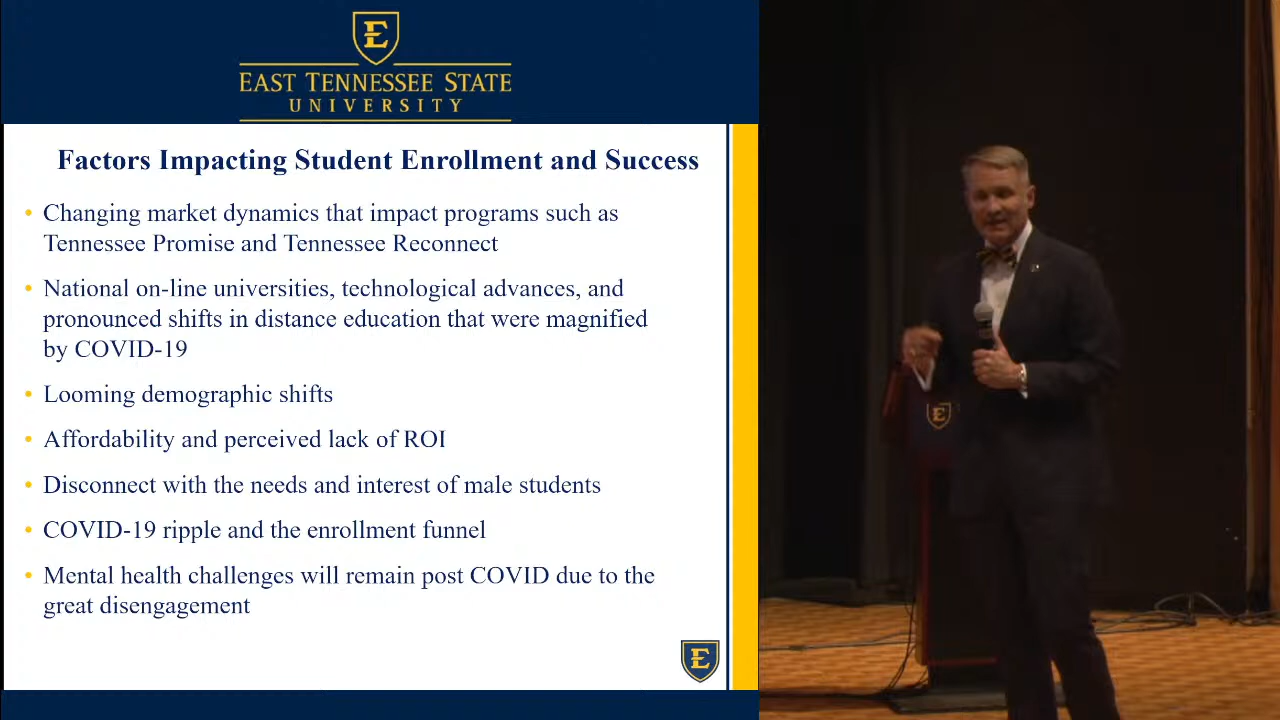 E
EAST TENNESSEE STATE
UNIVERSITY
Factors Impacting Student Enrollment and Success
• Changing market dynamics that impact programs such as
Tennessee Promise and Tennessee Reconnect
• National on-line universities, technological advances, and
pronounced shifts in distance education that were magnified
by COVID-19
• Looming demographic shifts
• Affordability and perceived lack of ROI
• Disconnect with the needs and interest of male students
• COVID-19 ripple and the enrollment funnel
• Mental health challenges will remain post COVID due to the
great disengagement
E
E